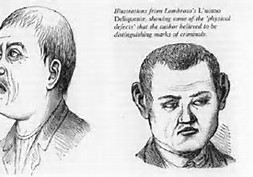 Illustrations from Lombroso's L'uomo
Deliquente, showing some of the 'physical
defects' that the author believed to be
distinguishing marks of criminals.